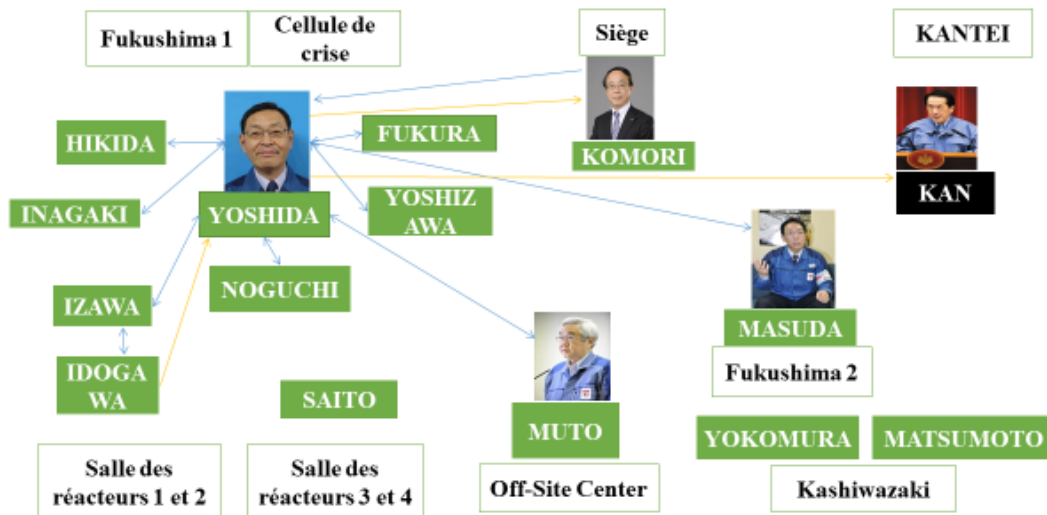 Fukushima 1
Cellule de
crise
Siège
KANTEI
HIKIDA
FUKURA
KOMORI
KAN
INAGAKI
YOSHIDA
YOSHIZ
AWA
NOGUCHI
IZAWA
MASUDA
IDOGA
WA
SAITO
Fukushima 2
MUTO
YOKOMURA
MATSUMOTO
Salle des
réacteurs 1 et 2
Salle des
réacteurs 3 et 4
Off-Site Center
Kashiwazaki